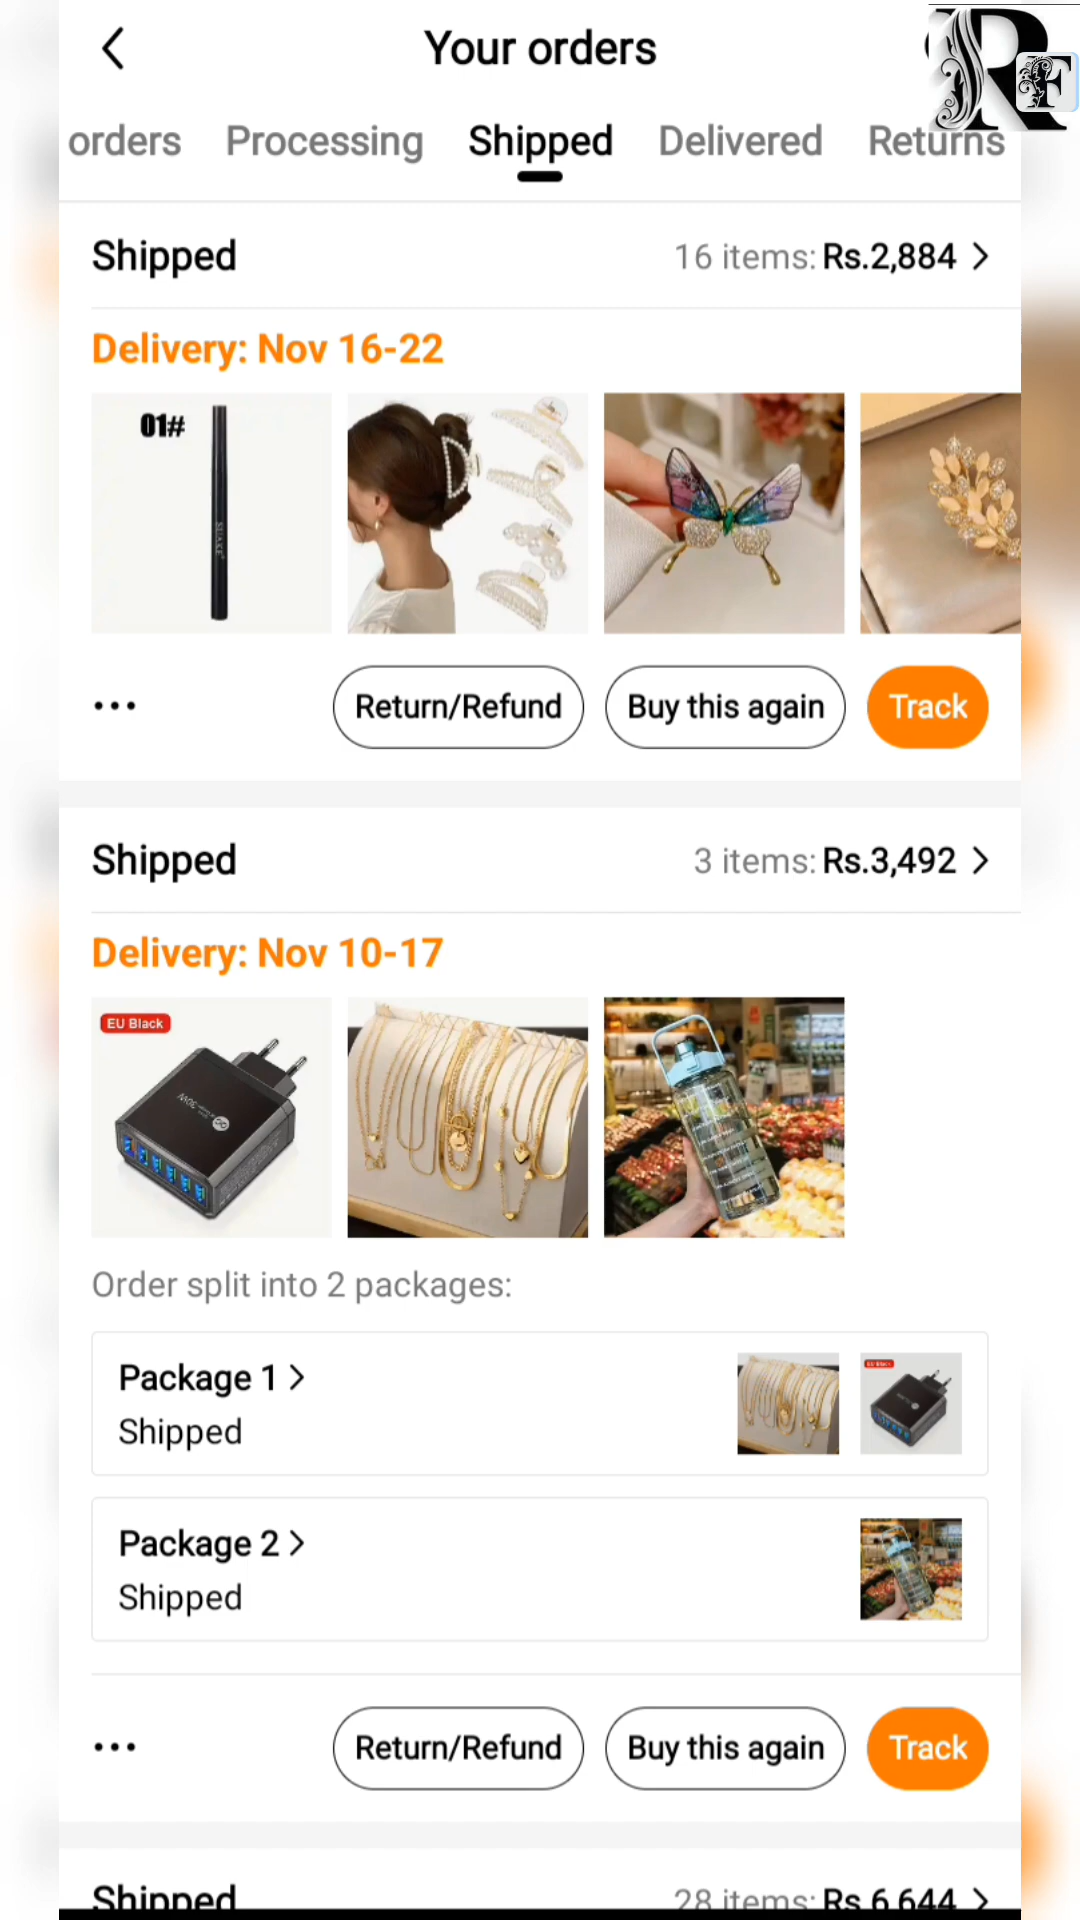 Your orders
orders Processing Shipped Delivered Returns
Shipped 16 items: Rs.2,884
Delivery: Nov 16-22
01#
Return/Refund Buy this again Track
Shipped 3 items: Rs.3,492
Delivery: Nov 10-17
EU Black
30W
Order split into 2 packages:
Package 1
Shipped
Package 2
Shipped
Return/Refund Buy this again Track
Shipped 28 items: Rs.6,644
R
F